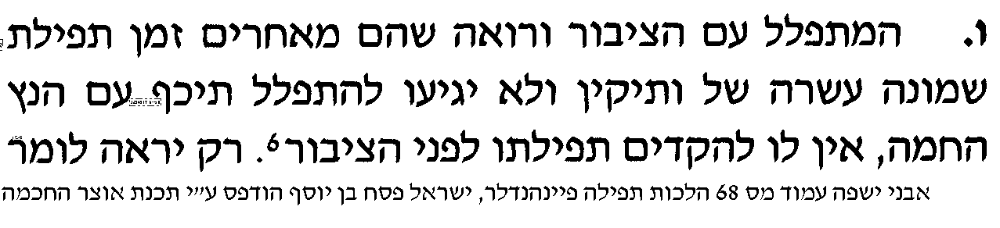 ו. המתפלל עם הציבור ורואה שהם מאחרים זמן תפילת
שמונה עשרה של ותיקין ולא יגיעו להתפלל תיכף עם הנץ
החמה, אין לו להקדים תפילתו לפני הציבור6. רק יראה לומר
אבני ישפה עמוד מס 68 הלכות תפילה פיינהנדלר, ישראל פסח בן יוסף הודפס ע״י תכנת אוצר החכמה